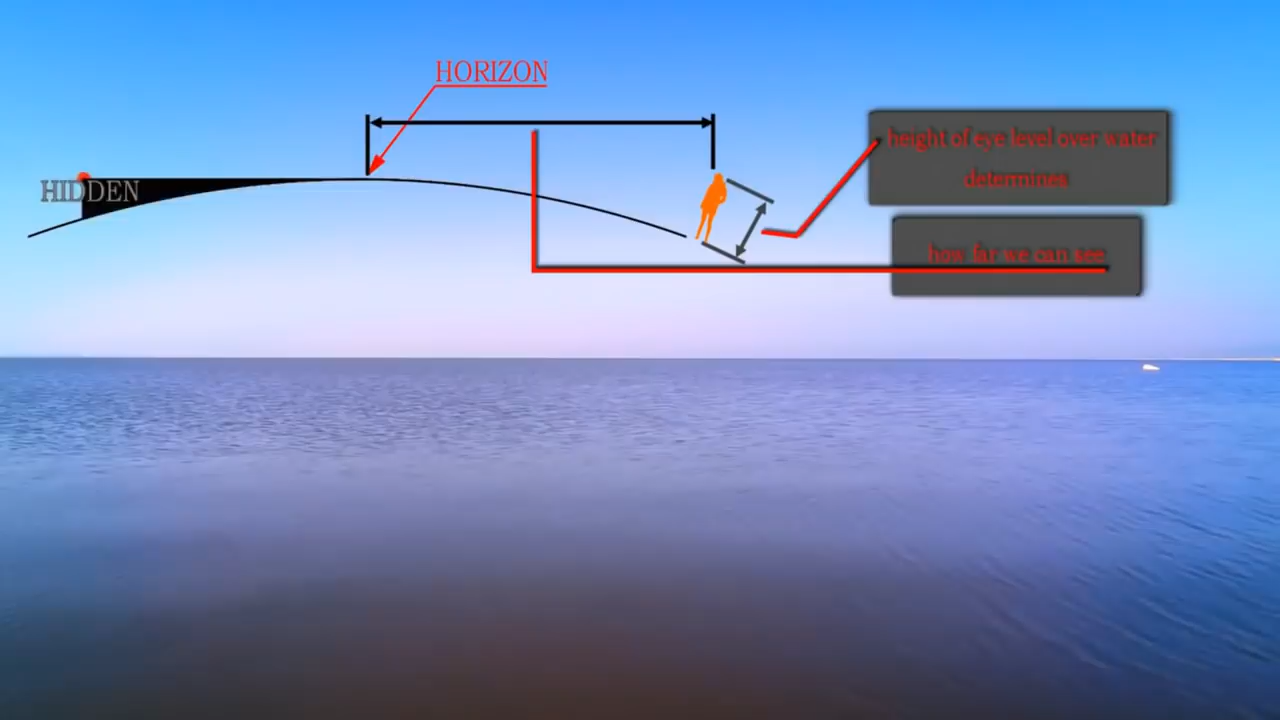 HORIZON
HIDDEN
height of eye level over water
determines
how far we can see